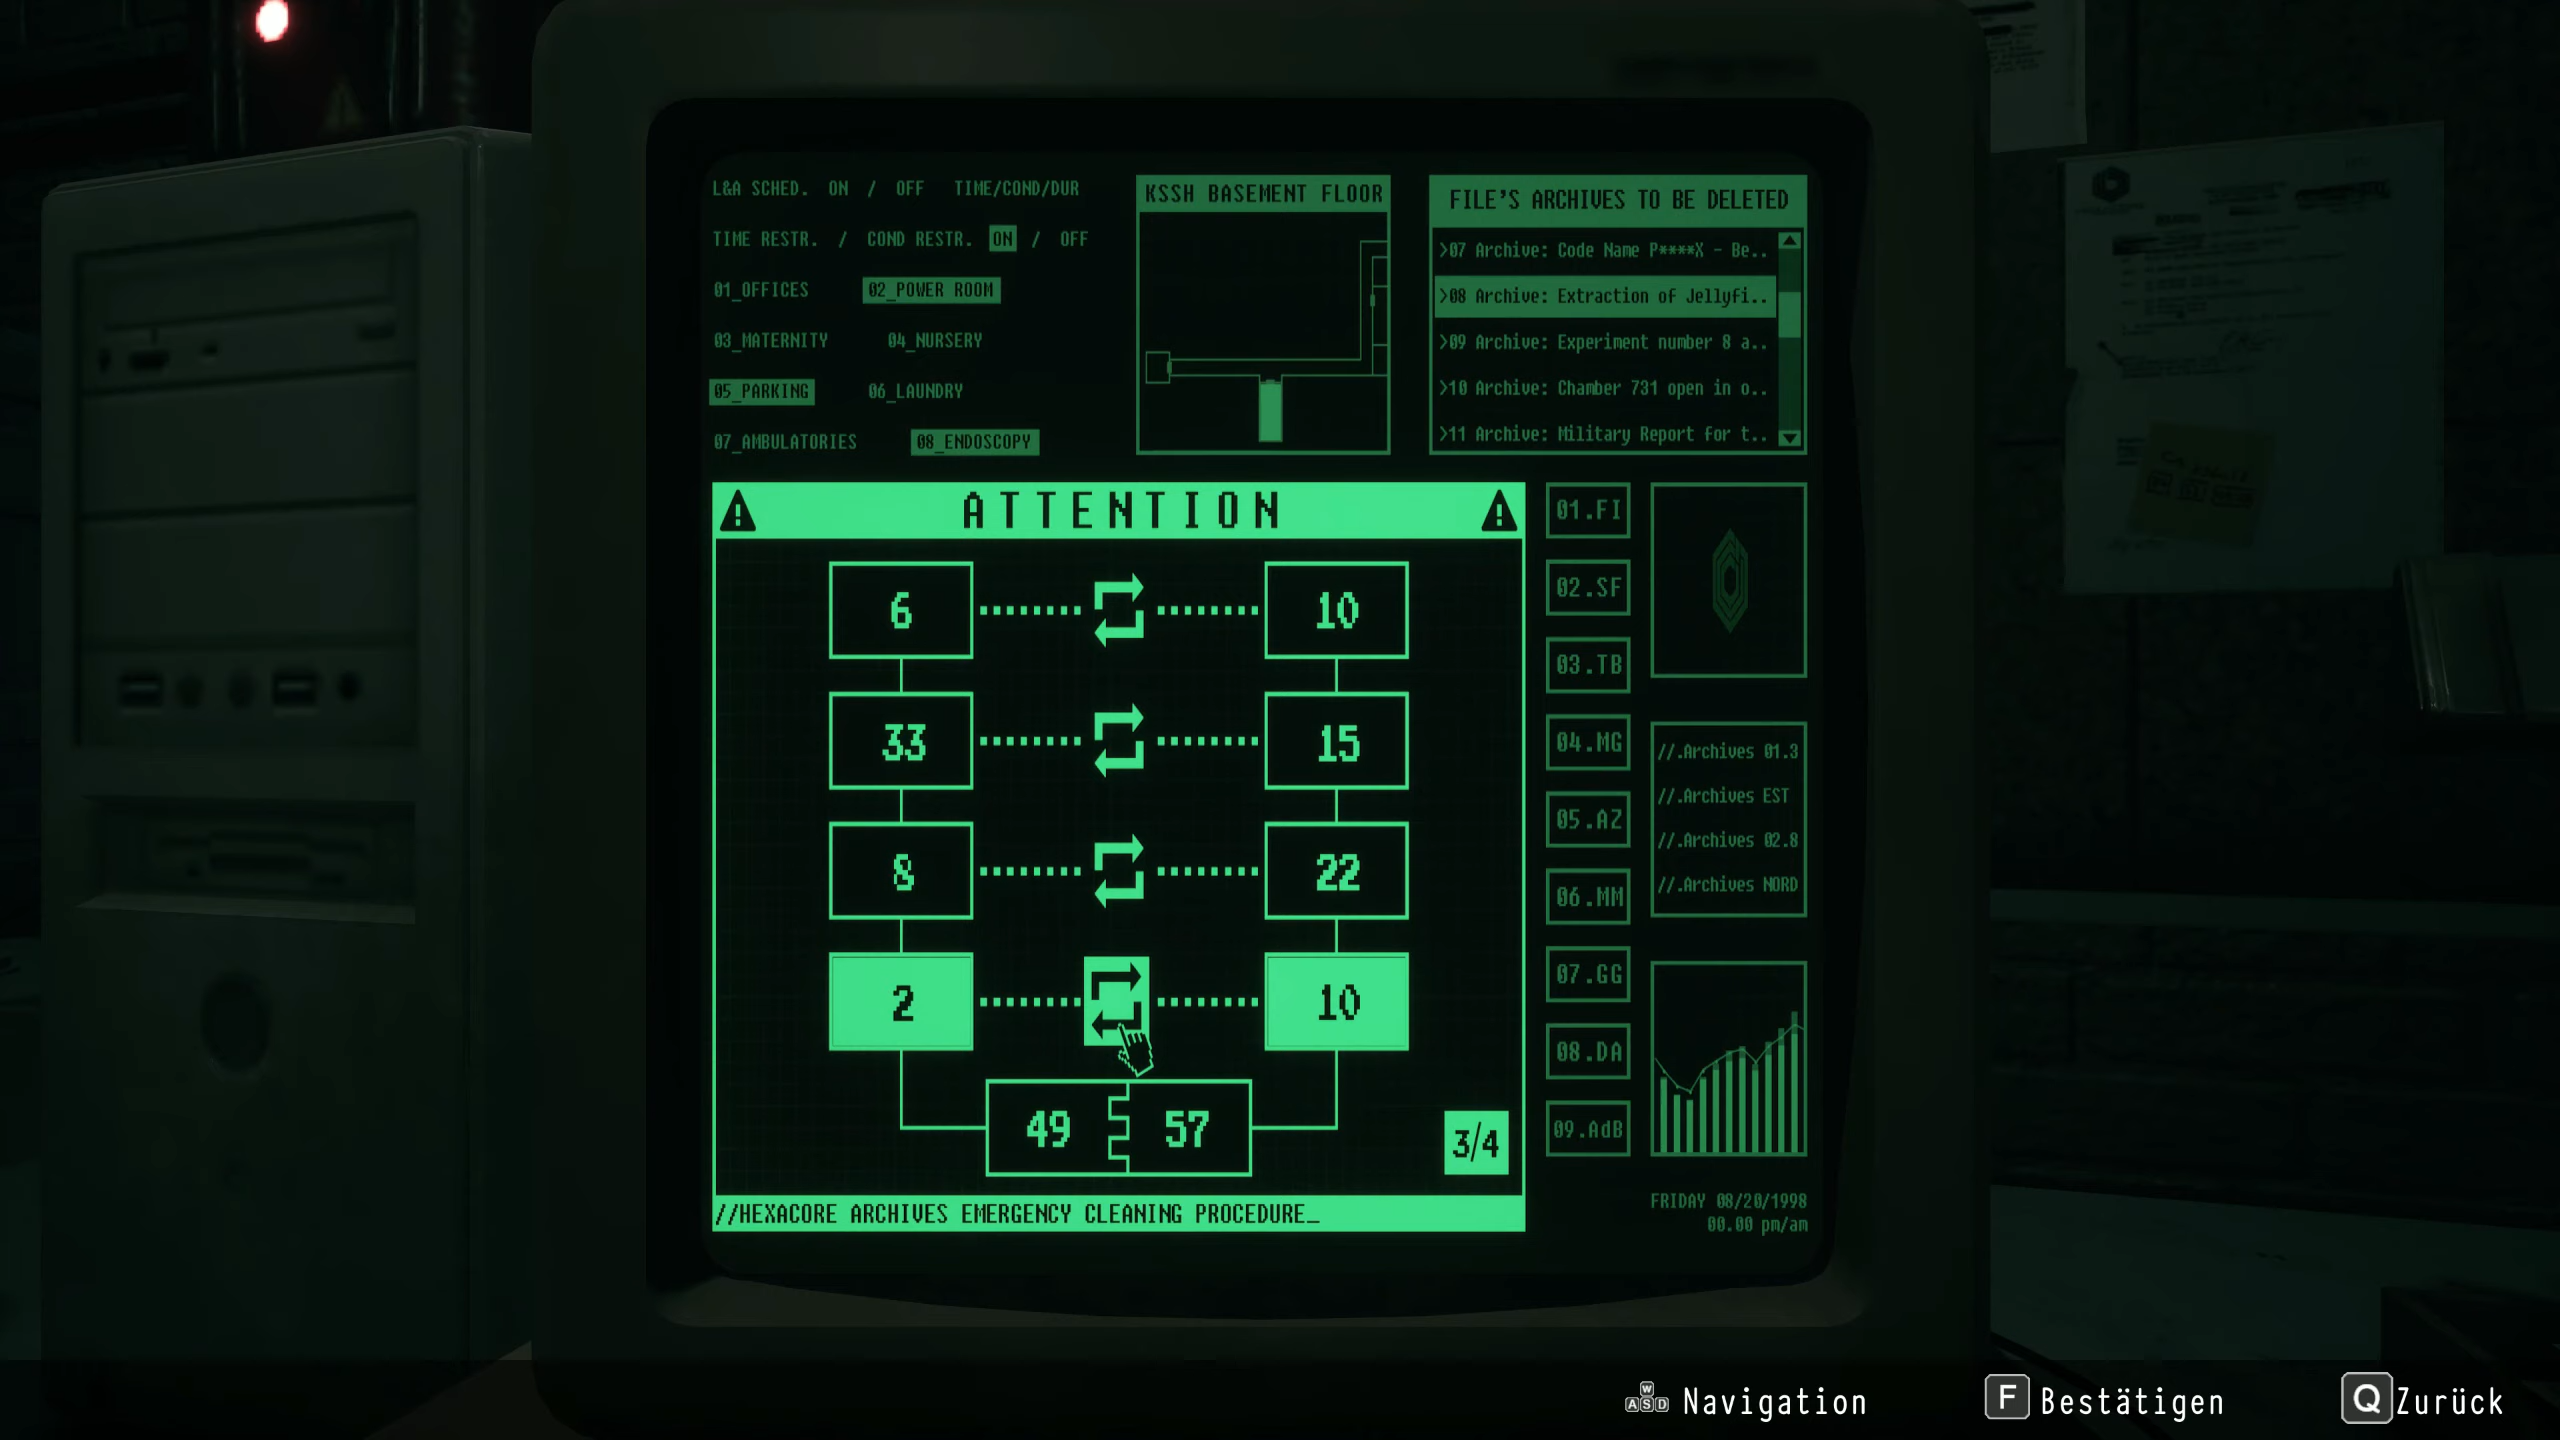 L&A SCHED. ON / OFF TIME/COND/DUR
TIME RESTR. / COND RESTR. ON / OFF
01_OFFICES 02_POWER ROOM
03_MATERNITY 04_NURSERY
05_PARKING 06_LAUNDRY
07_AMBULATORIES 08_ENDOSCOPY
KSSH BASEMENT FLOOR
FILE'S ARCHIVES TO BE DELETED
>07 Archive: Code Name P****X - Be..
>08 Archive: Extraction of Jellyfi..
>09 Archive: Experiment number 8 a..
>10 Archive: Chamber 731 open in o..
>11 Archive: Military Report for t..
ATTENTION
6 10
33 15
8 22
2 10
49 57
3/4
//HEXACORE ARCHIVES EMERGENCY CLEANING PROCEDURE_
01.FI
02.SF
03.TB
04.MG
05.AZ
06.MM
07.GG
08.DA
09.AdB
//.Archives 01.3
//.Archives EST
//.Archives 02.8
//.Archives NORD
FRIDAY 08/20/1998
00.00 pm/am
W
ASD Navigation
F Bestätigen
Q Zurück